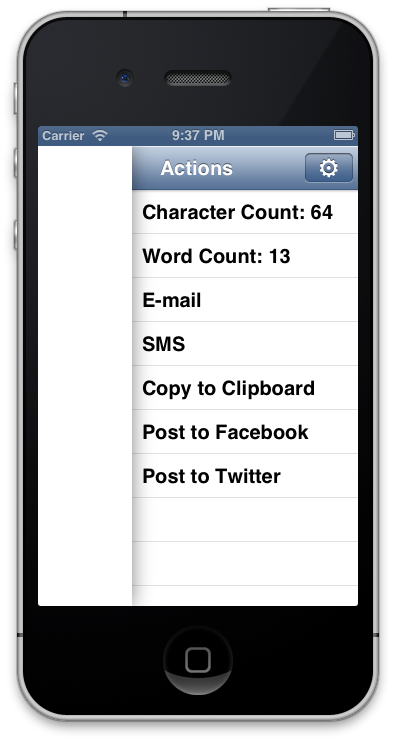 Carrier 9:37 PM
Actions
Character Count: 64
Word Count: 13
E-mail
SMS
Copy to Clipboard
Post to Facebook
Post to Twitter